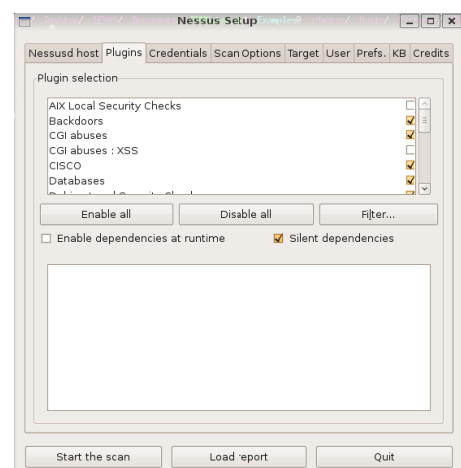 Nessus Setup
Nessusd host Plugins Credentials Scan Options Target User Prefs. KB Credits
Plugin selection
AIX Local Security Checks
Backdoors
CGI abuses
CGI abuses : XSS
CISCO
Databases
Enable all Disable all Filter...
Enable dependencies at runtime Silent dependencies
Start the scan Load report Quit